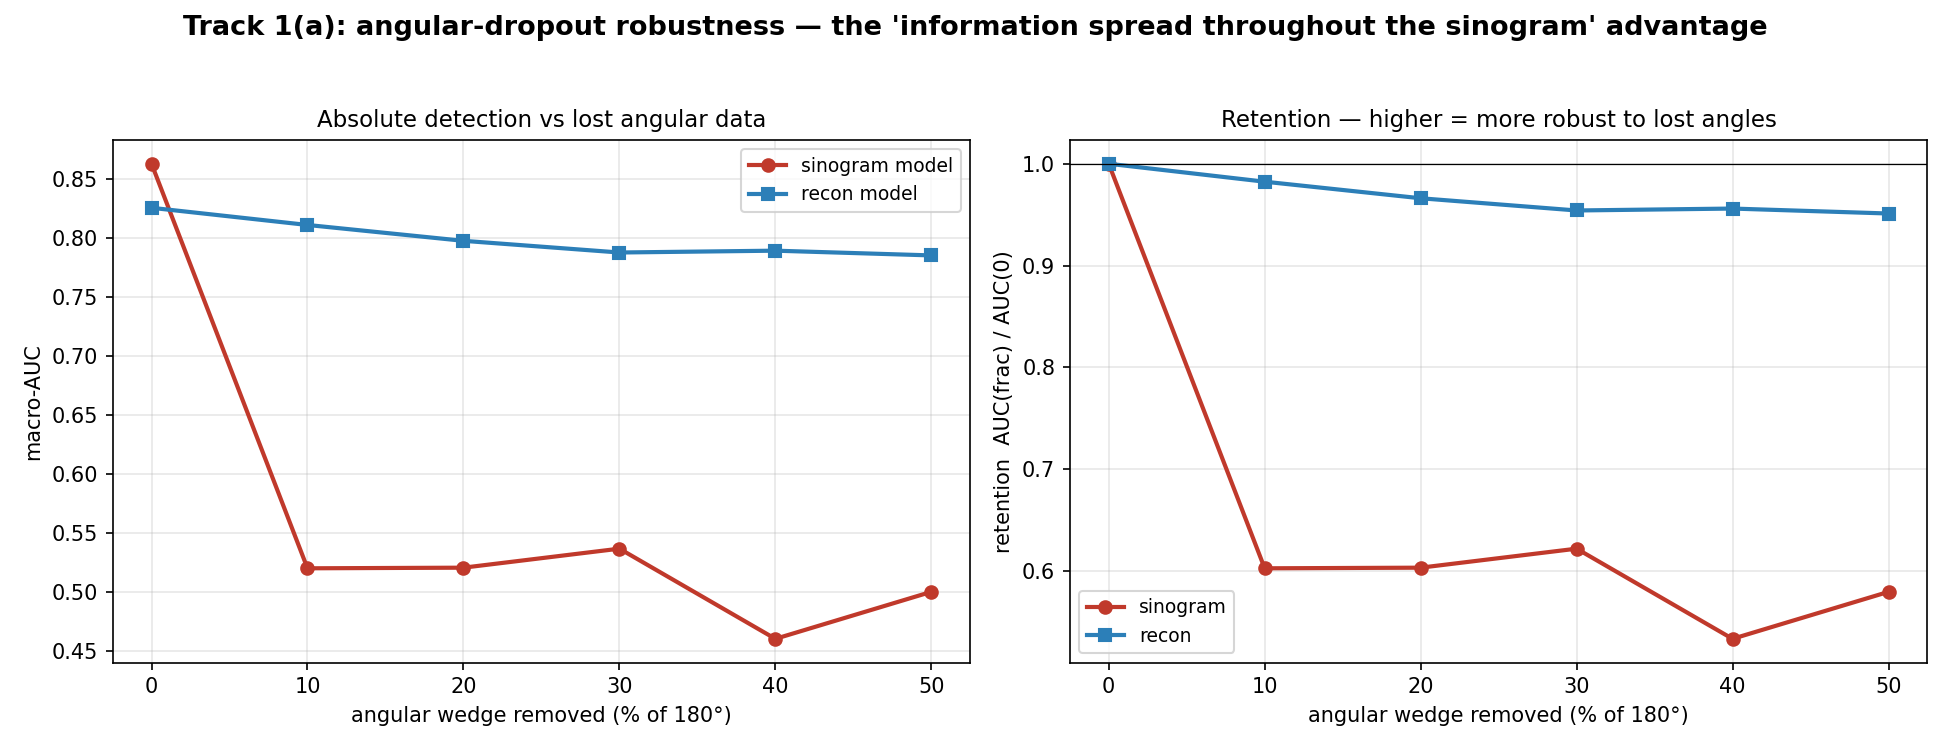 Track 1(a): angular-dropout robustness — the 'information spread throughout the sinogram' advantage
Absolute detection vs lost angular data
macro-AUC
0.85
0.80
0.75
0.70
0.65
0.60
0.55
0.50
0.45
sinogram model
recon model
0 10 20 30 40 50
angular wedge removed (% of 180°)
Retention — higher = more robust to lost angles
retention AUC(frac) / AUC(0)
1.0
0.9
0.8
0.7
0.6
sinogram
recon
0 10 20 30 40 50
angular wedge removed (% of 180°)